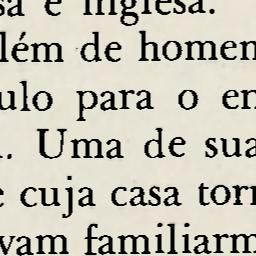 sa e inglesa.
lém de homen
ulo para o en
. Uma de sua
e cuja casa torn
vam familiarm